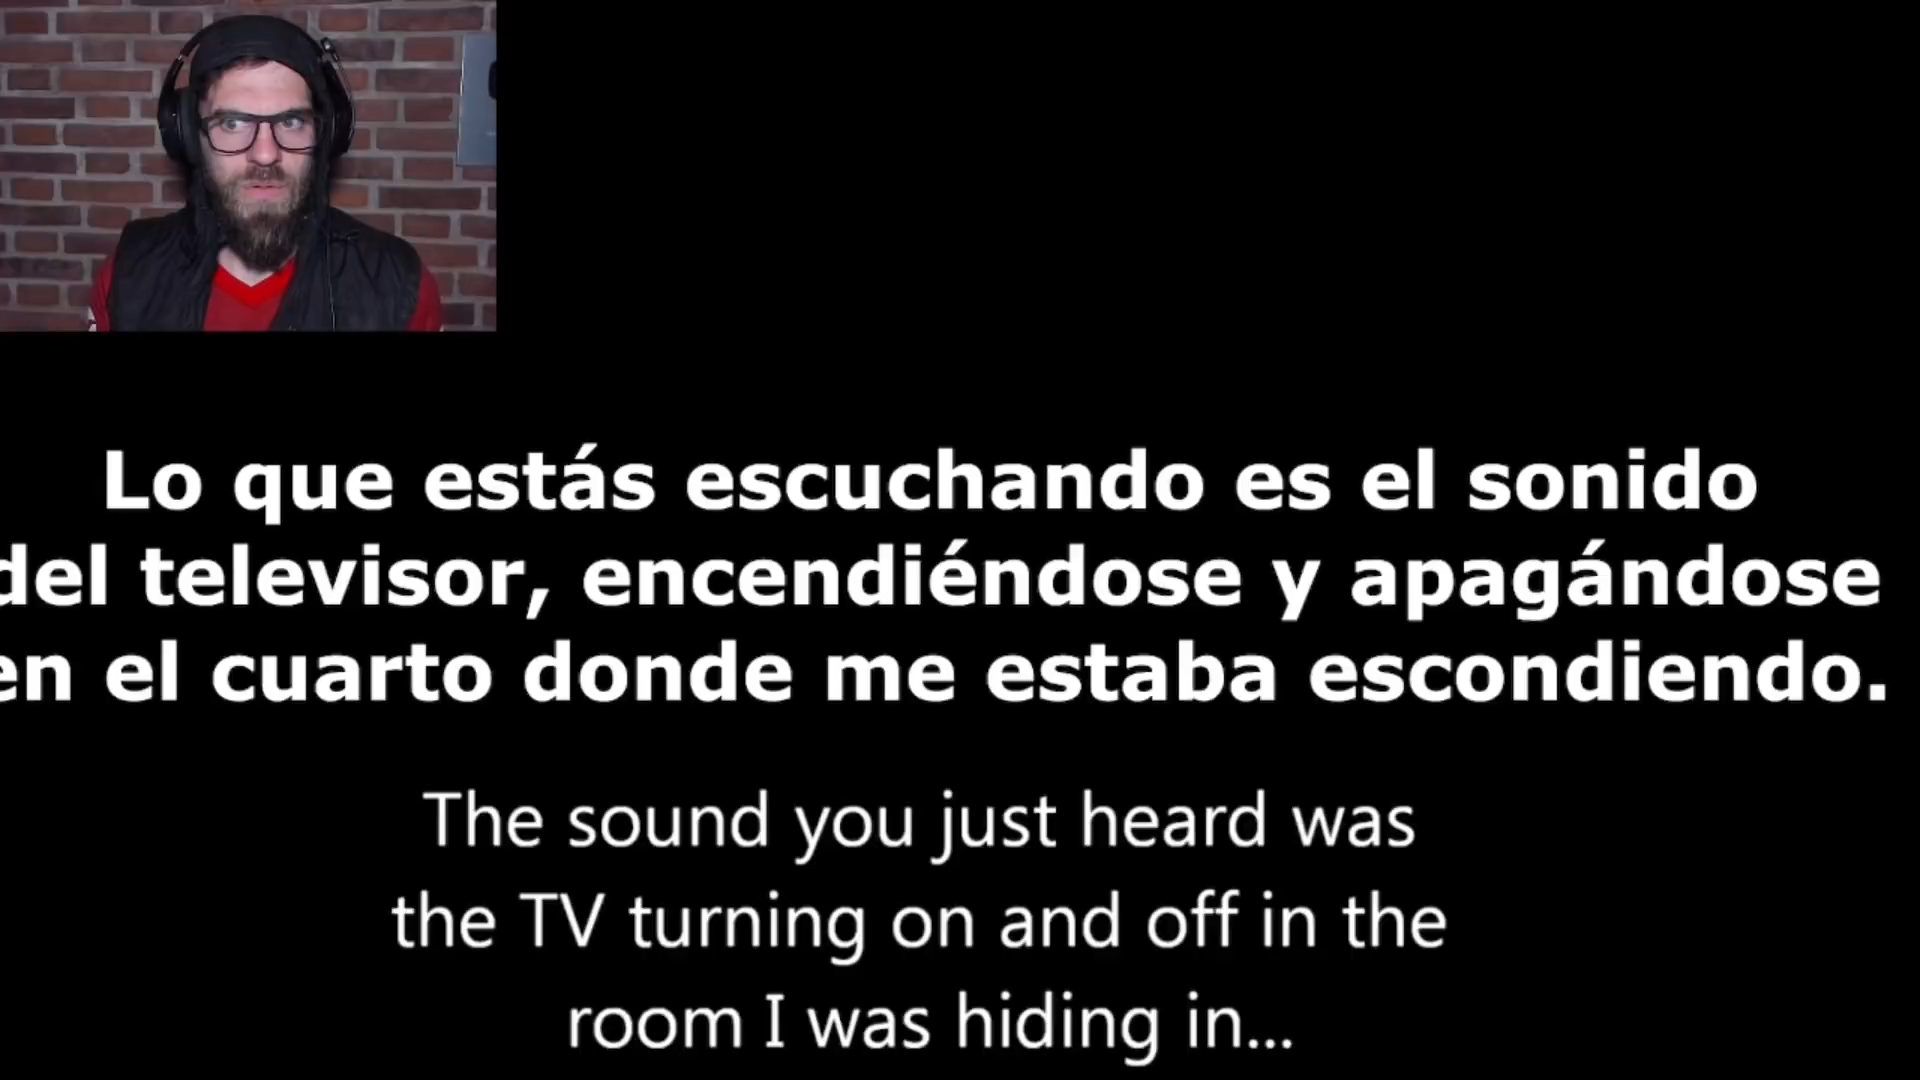 Lo que estás escuchando es el sonido
del televisor, encendiéndose y apagándose
en el cuarto donde me estaba escondiendo.
The sound you just heard was
the TV turning on and off in the
room I was hiding in...